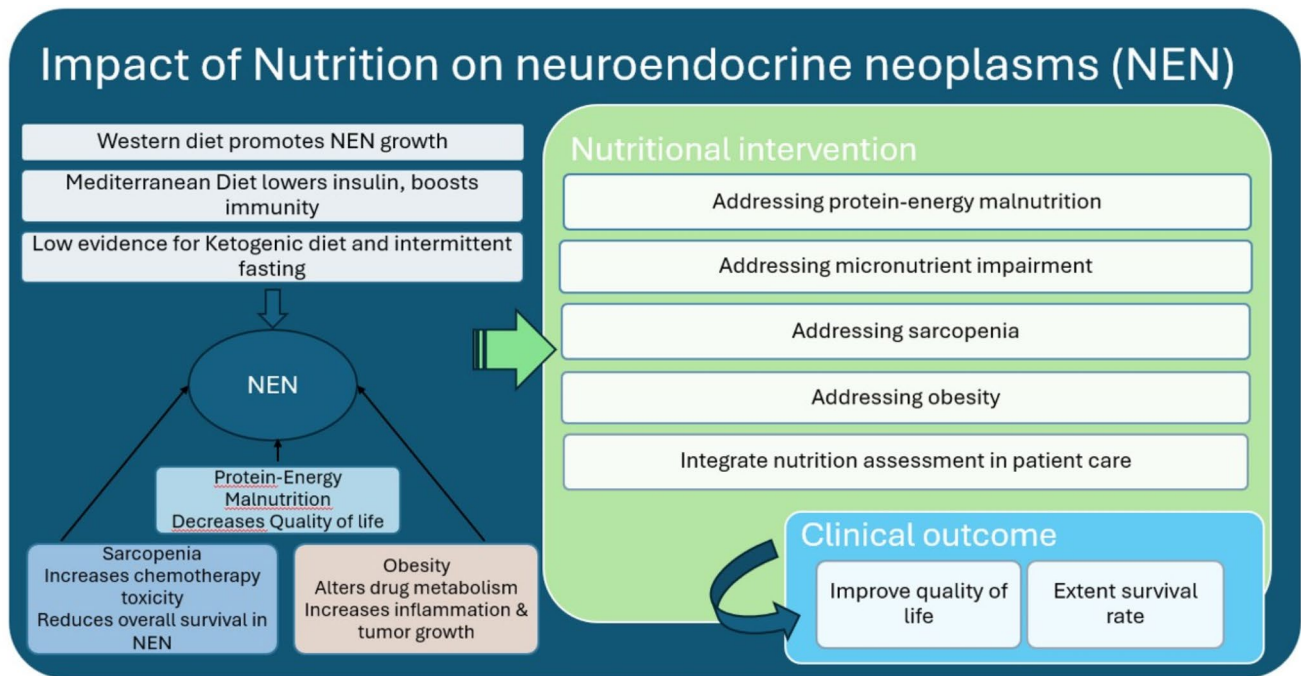 Impact of Nutrition on neuroendocrine neoplasms (NEN)
Western diet promotes NEN growth
Mediterranean Diet lowers insulin, boosts
immunity
Low evidence for Ketogenic diet and intermittent
fasting
NEN
Protein-Energy
Malnutrition
Decreases Quality of life
Sarcopenia
Increases chemotherapy
toxicity
Reduces overall survival in
NEN
Obesity
Alters drug metabolism
Increases inflammation &
tumor growth
Nutritional intervention
Addressing protein-energy malnutrition
Addressing micronutrient impairment
Addressing sarcopenia
Addressing obesity
Integrate nutrition assessment in patient care
Clinical outcome
Improve quality of
life
Extent survival
rate